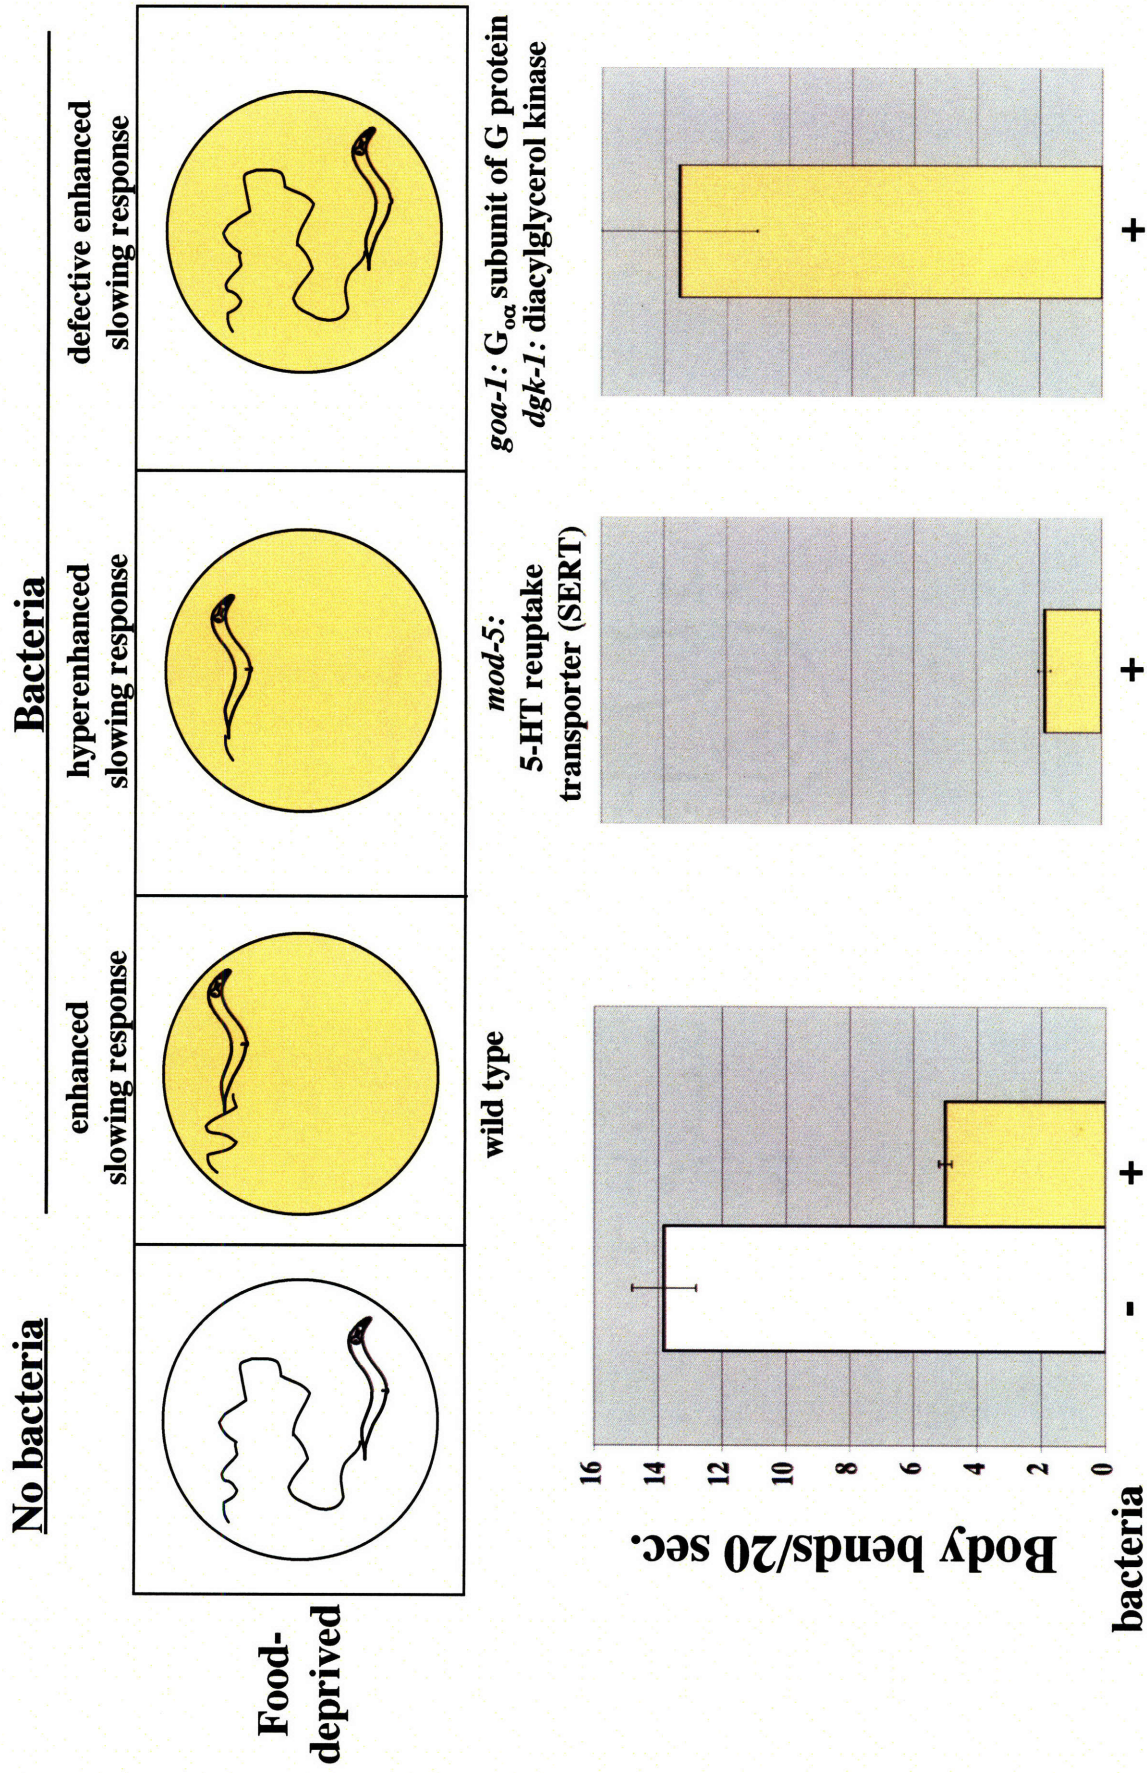 No bacteria
Bacteria
enhanced
slowing response
hyperenhanced
slowing response
defective enhanced
slowing response
Food-
deprived
wild type
mod-5:
5-HT reuptake
transporter (SERT)
goa-1: Goα subunit of G protein
dgk-1: diacylglycerol kinase
Body bends/20 sec.
16
14
12
10
8
6
4
2
0
bacteria
-
+
+
+